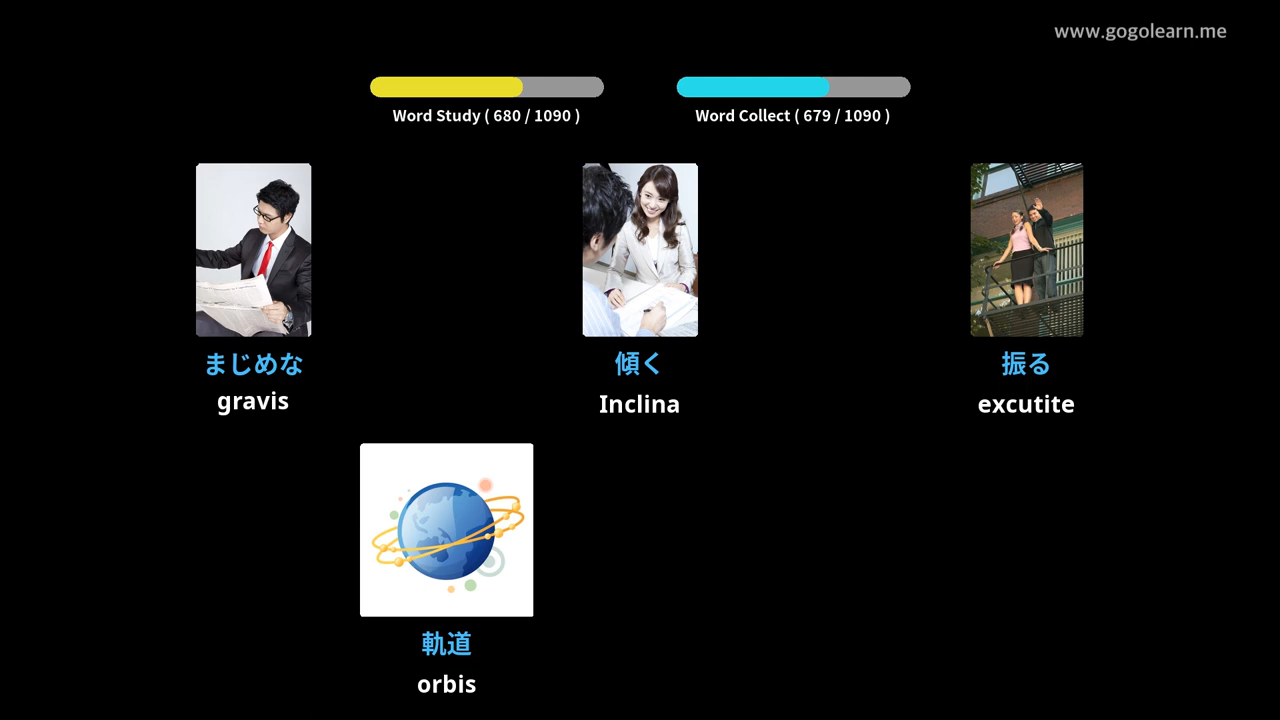 www.gogolearn.me
Word Study ( 680 / 1090 )
Word Collect ( 679 / 1090 )
まじめな
gravis
傾く
Inclina
振る
excutite
軌道
orbis